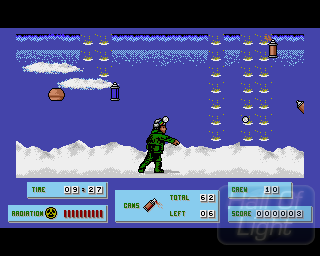 TIME 09:27
RADIATION
CANS
TOTAL 62
LEFT 06
CREW 10
SCORE 000003
Hall Of Light